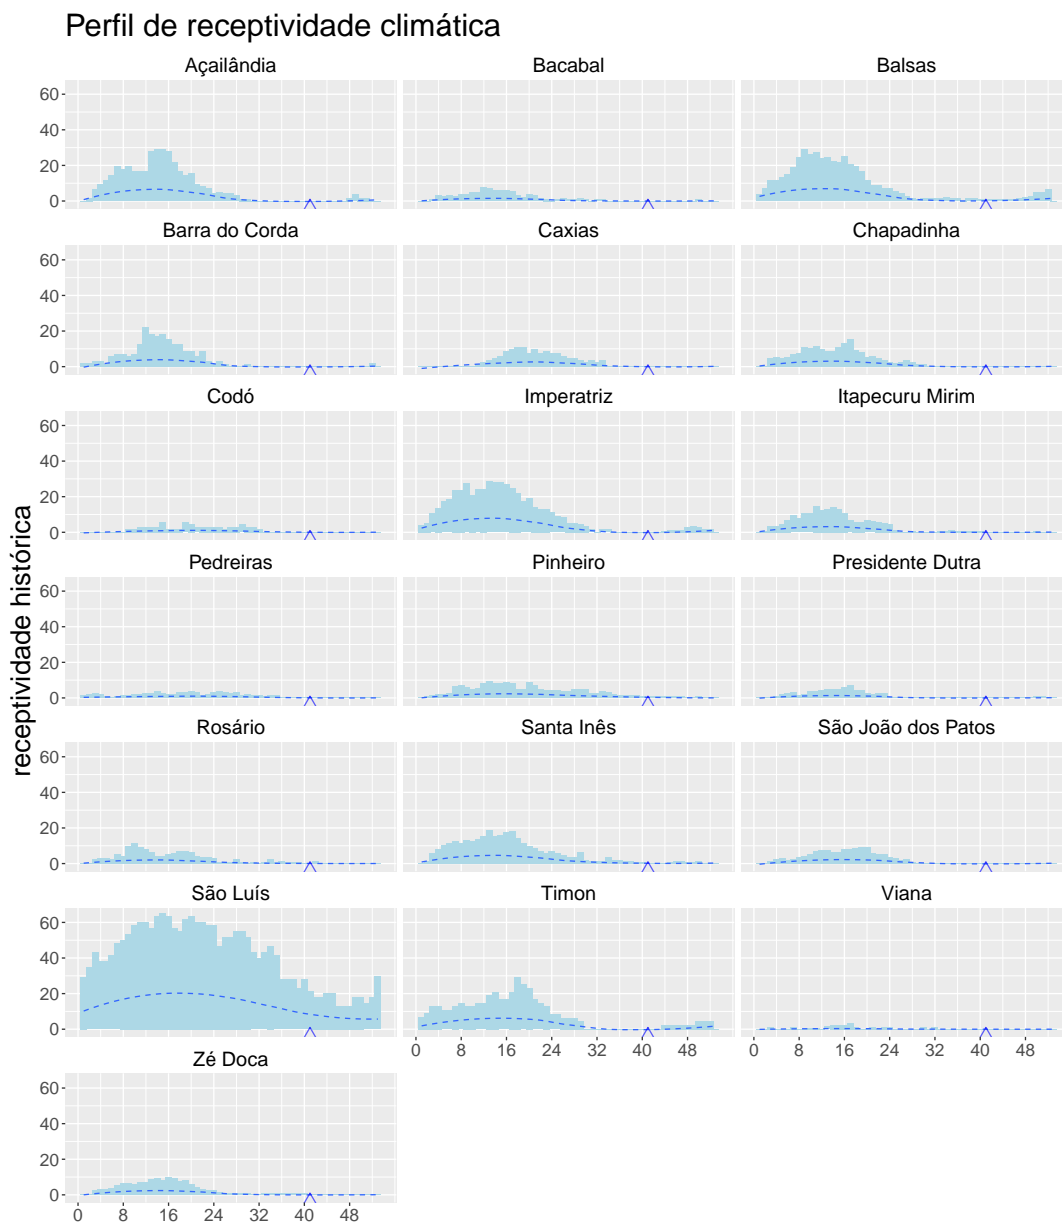 Perfil de receptividade climática
Açailândia Bacabal Balsas
60
40
20
0
Barra do Corda Caxias Chapadinha
60
40
20
0
Codó Imperatriz Itapecuru Mirim
60
40
20
0
Pedreiras Pinheiro Presidente Dutra
60
40
20
0
receptividade histórica
Rosário Santa Inês São João dos Patos
60
40
20
0
São Luís Timon Viana
60
40
20
0
0 8 16 24 32 40 48 0 8 16 24 32 40 48
Zé Doca
60
40
20
0
0 8 16 24 32 40 48